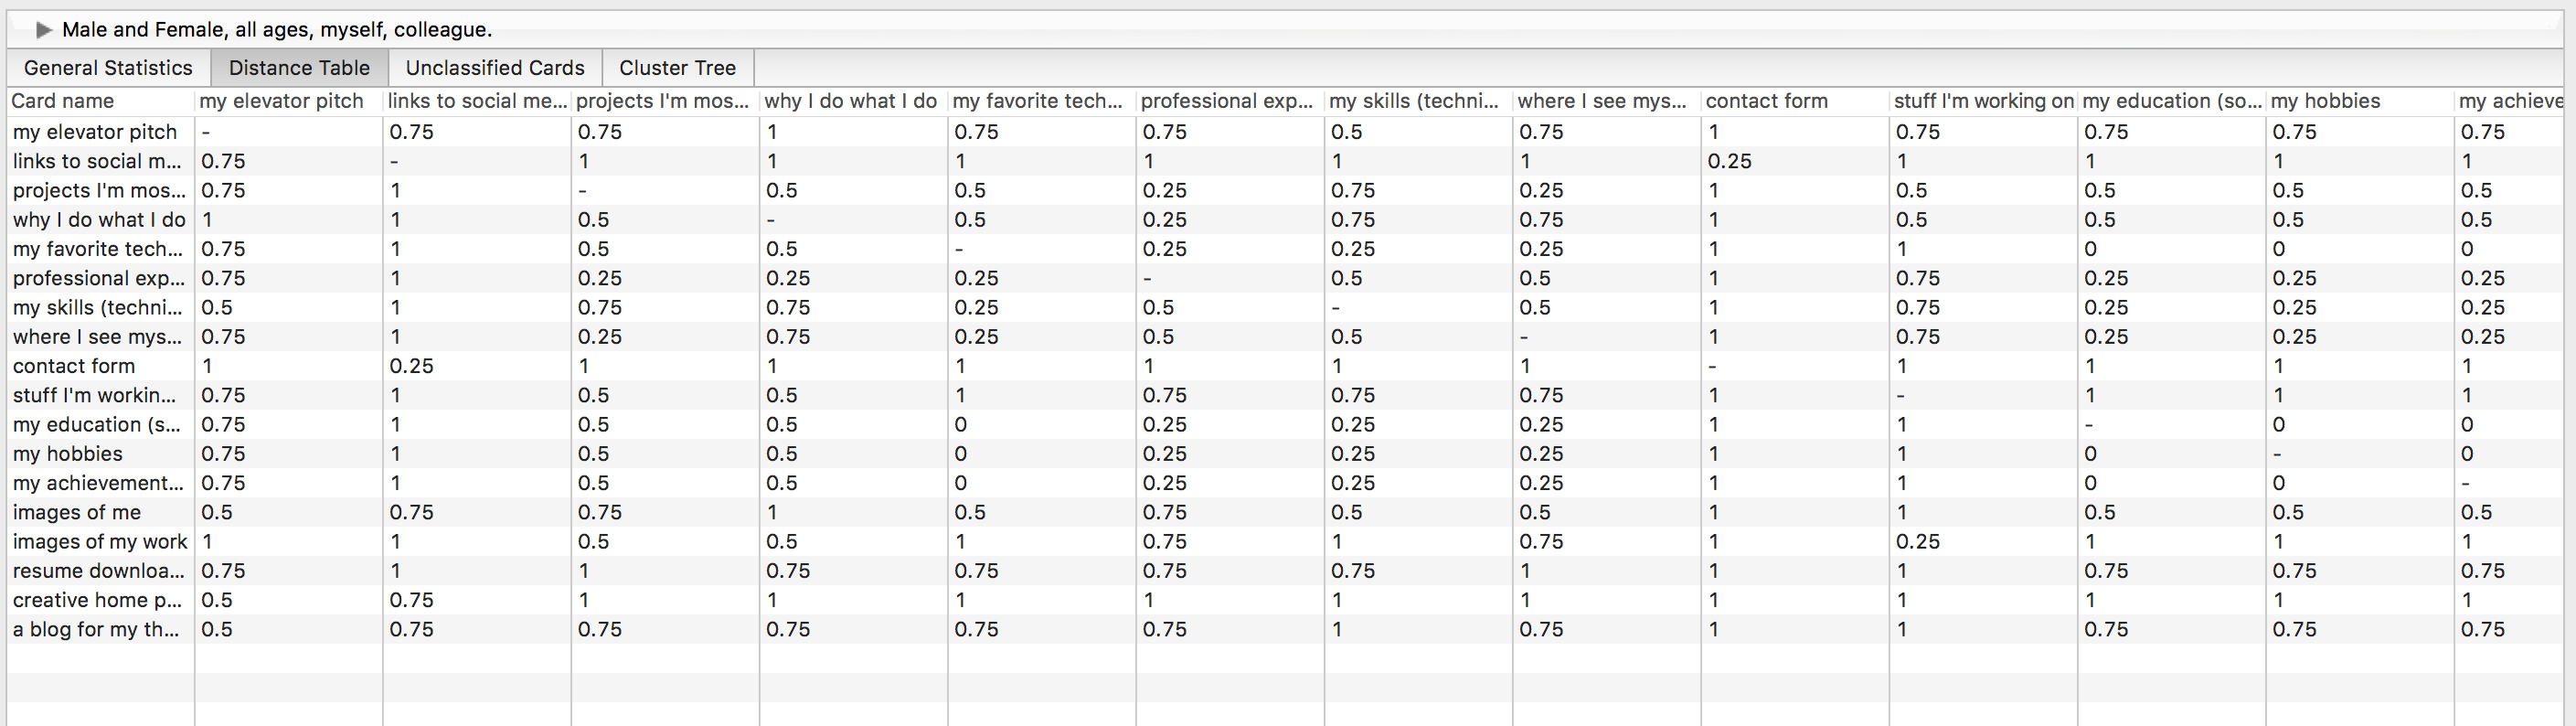 Male and Female, all ages, myself, colleague.
General Statistics Distance Table Unclassified Cards Cluster Tree
Card name my elevator pitch links to social me... projects I'm mos... why I do what I do my favorite tech... professional exp... my skills (techni... where I see mys... contact form stuff I'm working on my education (so... my hobbies my achieve
my elevator pitch - 0.75 0.75 1 0.75 0.75 0.5 0.75 1 0.75 0.75 0.75 0.75
links to social m... 0.75 - 1 1 1 1 1 1 0.25 1 1 1 1
projects I'm mos... 0.75 1 - 0.5 0.5 0.25 0.75 0.25 1 0.5 0.5 0.5 0.5
why I do what I do 1 1 0.5 - 0.5 0.25 0.75 0.75 1 0.5 0.5 0.5 0.5
my favorite tech... 0.75 1 0.5 0.5 - 0.25 0.25 0.25 1 1 0 0 0
professional exp... 0.75 1 0.25 0.25 0.25 - 0.5 0.5 1 0.75 0.25 0.25 0.25
my skills (techni... 0.5 1 0.75 0.75 0.25 0.5 - 0.5 1 0.75 0.25 0.25 0.25
where I see mys... 0.75 1 0.25 0.75 0.25 0.5 0.5 - 1 0.75 0.25 0.25 0.25
contact form 1 0.25 1 1 1 1 1 1 - 1 1 1 1
stuff I'm workin... 0.75 1 0.5 0.5 1 0.75 0.75 0.75 1 - 1 1 1
my education (s... 0.75 1 0.5 0.5 0 0.25 0.25 0.25 1 1 - 0 0
my hobbies 0.75 1 0.5 0.5 0 0.25 0.25 0.25 1 1 0 - 0
my achievement... 0.75 1 0.5 0.5 0 0.25 0.25 0.25 1 1 0 0 -
images of me 0.5 0.75 0.75 1 0.5 0.75 0.5 0.5 1 1 0.5 0.5 0.5
images of my work 1 1 0.5 0.5 1 0.75 1 0.75 1 0.25 1 1 1
resume downloa... 0.75 1 1 0.75 0.75 0.75 0.75 1 1 1 0.75 0.75 0.75
creative home p... 0.5 0.75 1 1 1 1 1 1 1 1 1 1 1
a blog for my th... 0.5 0.75 0.75 0.75 0.75 0.75 1 0.75 1 1 0.75 0.75 0.75